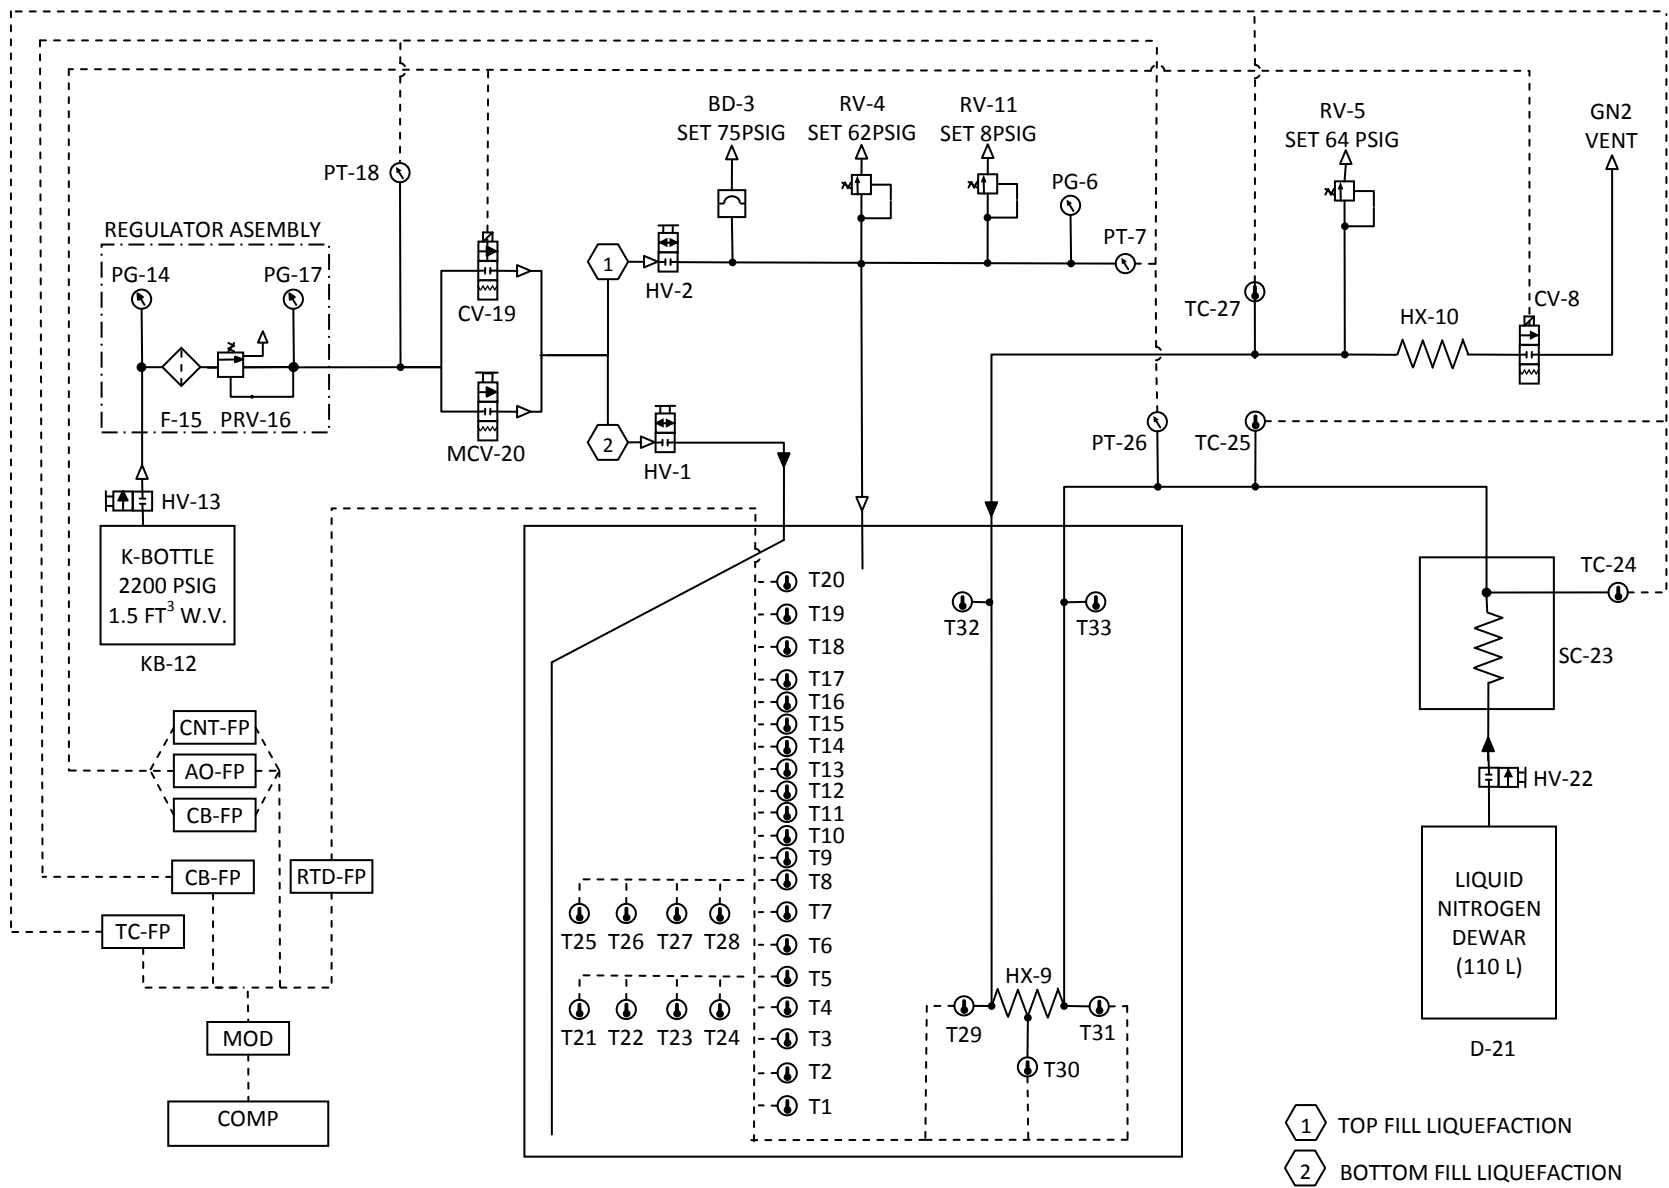 BD-3
SET 75PSIG
RV-4
SET 62PSIG
RV-11
SET 8PSIG
RV-5
SET 64 PSIG
GN2
VENT
PT-18
PG-6
PT-7
REGULATOR ASEMBLY
PG-14
PG-17
F-15
PRV-16
CV-19
MCV-20
1
HV-2
2
HV-1
TC-27
HX-10
CV-8
PT-26
TC-25
HV-13
K-BOTTLE
2200 PSIG
1.5 FT³ W.V.
KB-12
TC-24
SC-23
HV-22
LIQUID
NITROGEN
DEWAR
(110 L)
D-21
T20
T19
T18
T17
T16
T15
T14
T13
T12
T11
T10
T9
T8
T7
T6
T5
T4
T3
T2
T1
T25 T26 T27 T28
T21 T22 T23 T24
T32
T33
HX-9
T29
T31
T30
CNT-FP
AO-FP
CB-FP
CB-FP
RTD-FP
TC-FP
MOD
COMP
1 TOP FILL LIQUEFACTION
2 BOTTOM FILL LIQUEFACTION